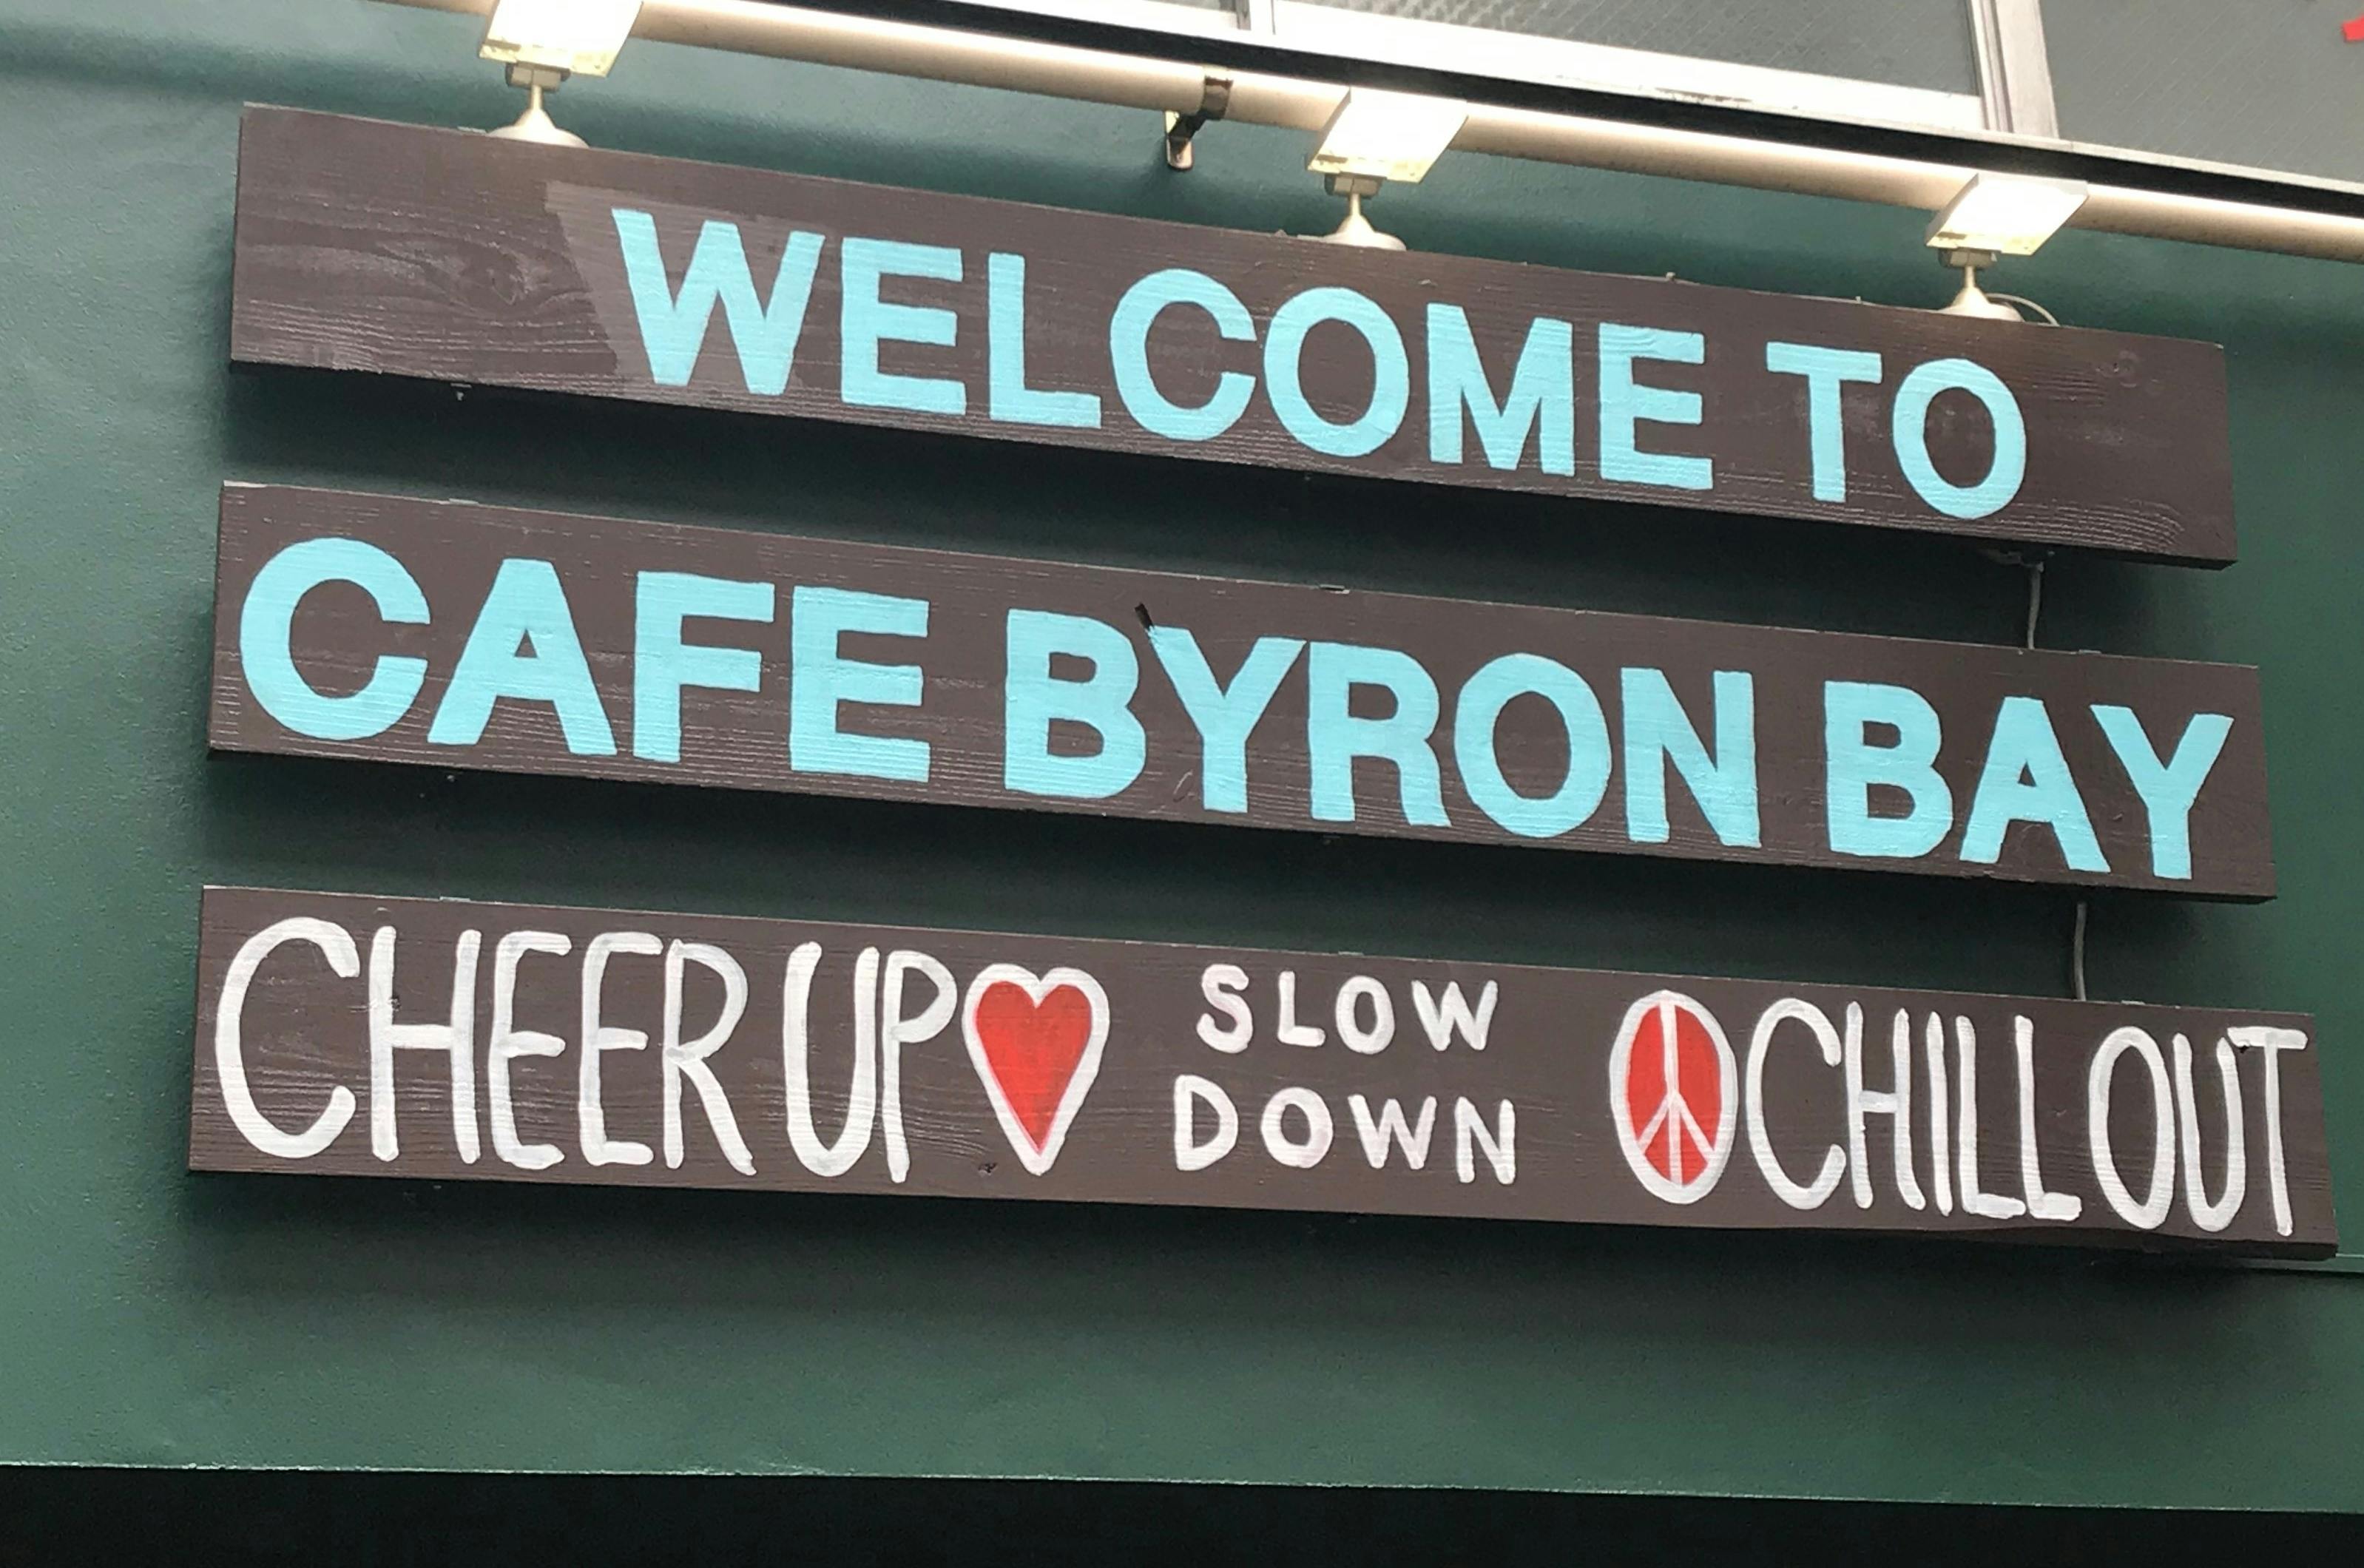 WELCOME TO
CAFE BYRON BAY
CHEER UP SLOW DOWN CHILL OUT